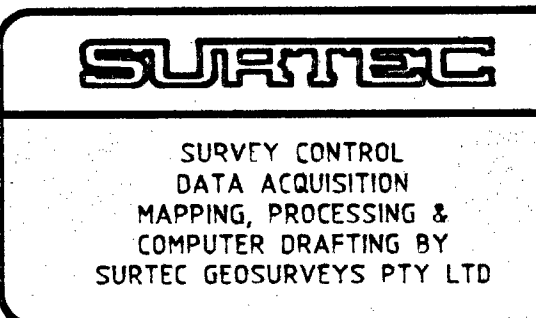 SURTEC
SURVEY CONTROL
DATA ACQUISITION
MAPPING, PROCESSING &
COMPUTER DRAFTING BY
SURTEC GEOSURVEYS PTY LTD